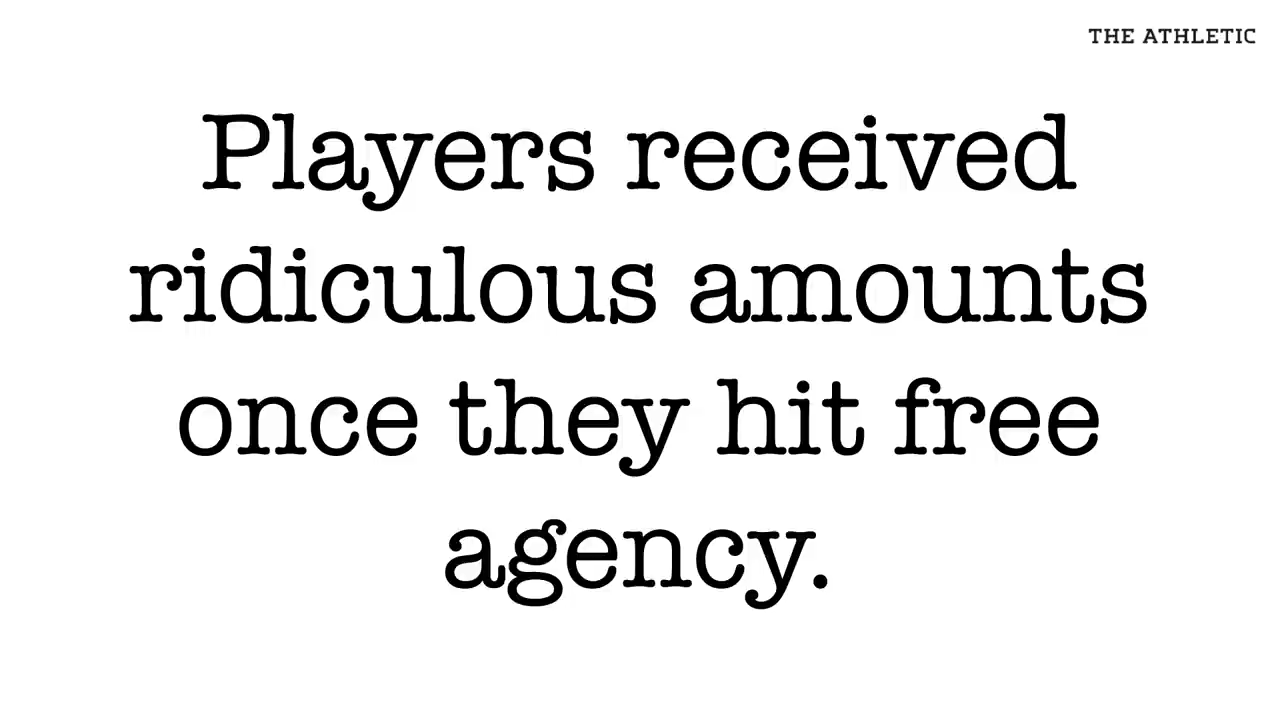 THE ATHLETIC
Players received
ridiculous amounts
once they hit free
agency.